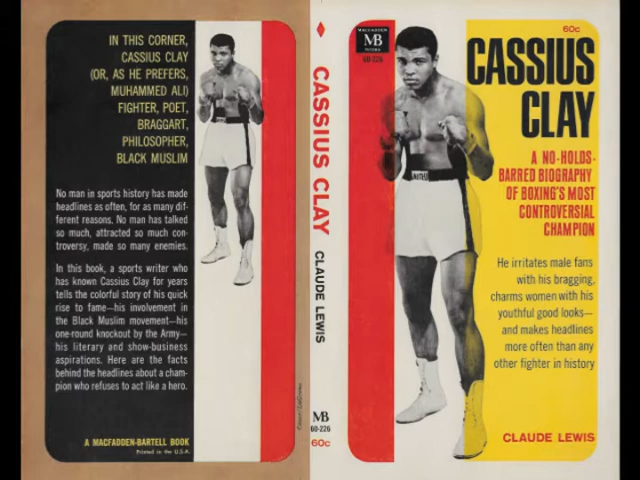 IN THIS CORNER,
CASSIUS CLAY
(OR, AS HE PREFERS,
MUHAMMED ALI)
FIGHTER, POET,
BRAGGART,
PHILOSOPHER,
BLACK MUSLIM
No man in sports history has made
headlines as often, for as many dif-
ferent reasons. No man has talked
so much, attracted so much con-
troversy, made so many enemies.
In this book, a sports writer who
has known Cassius Clay for years
tells the colorful story of his quick
rise to fame—his involvement in
the Black Muslim movement—his
one-round knockout by the Army—
his literary and show-business
aspirations. Here are the facts
behind the headlines about a cham-
pion who refuses to act like a hero.
A MACFADDEN-BARTELL BOOK
Printed in the U.S.A.
CASSIUS CLAY
CLAUDE LEWIS
MB
60-226
60c
MACFADDEN
MB
60-226
60c
CASSIUS
CLAY
A NO-HOLDS-
BARRED BIOGRAPHY
OF BOXING'S MOST
CONTROVERSIAL
CHAMPION
He irritates male fans
with his bragging,
charms women with his
youthful good looks—
and makes headlines
more often than any
other fighter in history
CLAUDE LEWIS